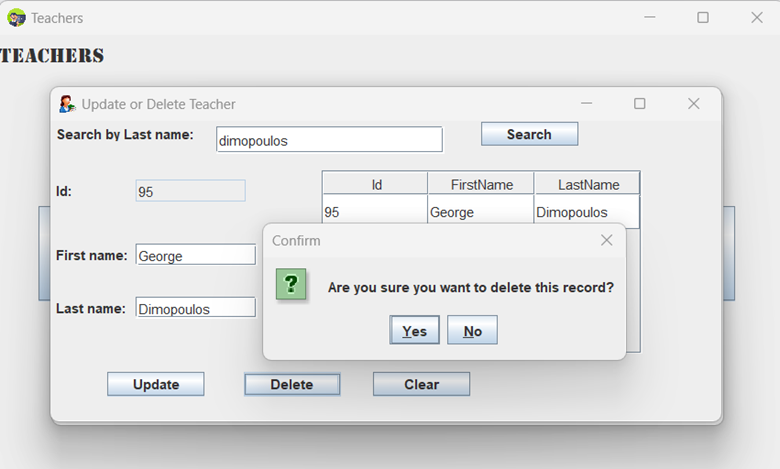 Teachers
TEACHERS
Update or Delete Teacher
Search by Last name: dimopoulos Search
Id: 95
Id FirstName LastName
95 George Dimopoulos
First name: George
Last name: Dimopoulos
Confirm
?
Are you sure you want to delete this record?
Yes No
Update Delete Clear